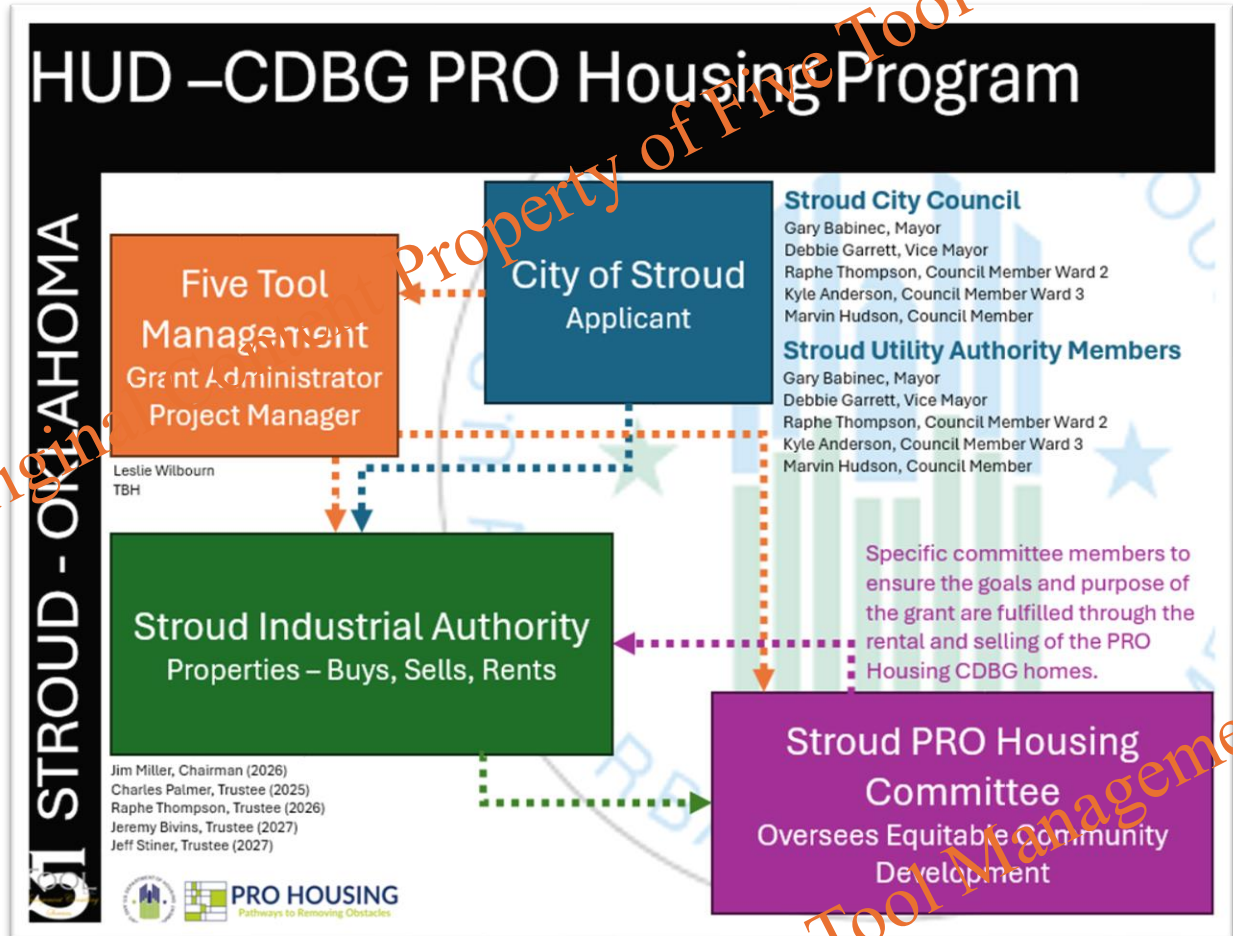 HUD –CDBG PRO Housing Program
STROUD - OKLAHOMA
Five Tool
Management
Grant Administrator
Project Manager
Leslie Wilbourn
TBH
City of Stroud
Applicant
Stroud City Council
Gary Babinec, Mayor
Debbie Garrett, Vice Mayor
Raphe Thompson, Council Member Ward 2
Kyle Anderson, Council Member Ward 3
Marvin Hudson, Council Member
Stroud Utility Authority Members
Gary Babinec, Mayor
Debbie Garrett, Vice Mayor
Raphe Thompson, Council Member Ward 2
Kyle Anderson, Council Member Ward 3
Marvin Hudson, Council Member
Stroud Industrial Authority
Properties – Buys, Sells, Rents
Jim Miller, Chairman (2026)
Charles Palmer, Trustee (2025)
Raphe Thompson, Trustee (2026)
Jeremy Bivins, Trustee (2027)
Jeff Stiner, Trustee (2027)
Specific committee members to
ensure the goals and purpose of
the grant are fulfilled through the
rental and selling of the PRO
Housing CDBG homes.
Stroud PRO Housing
Committee
Oversees Equitable Community
Development
PRO HOUSING
Pathways to Removing Obstacles
Property of Five Tool
Tool Management